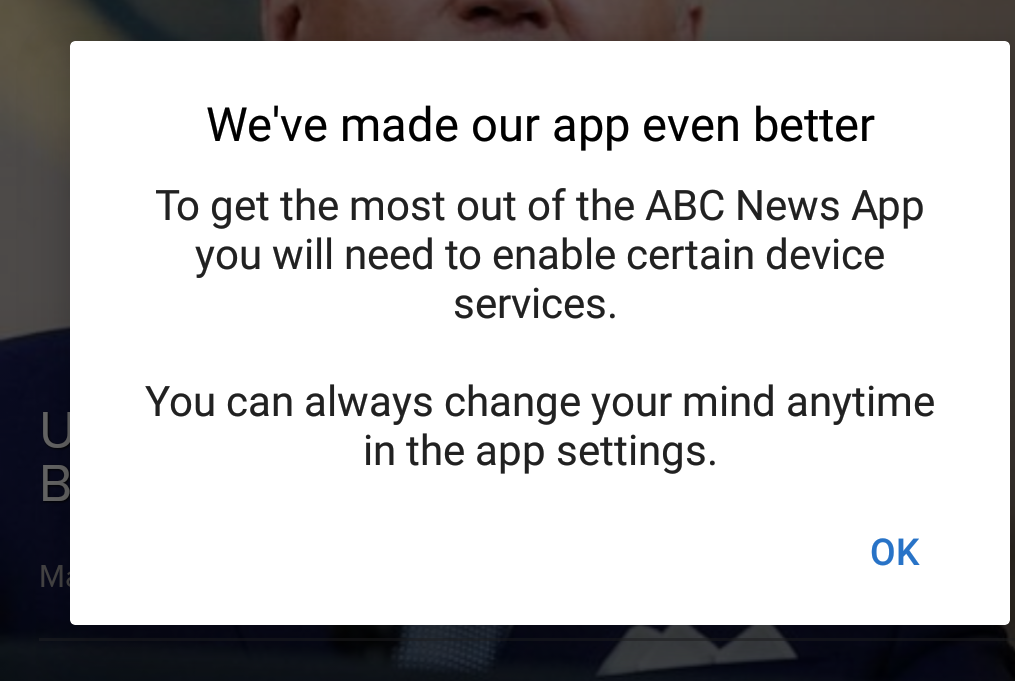 We've made our app even better
To get the most out of the ABC News App
you will need to enable certain device
services.
You can always change your mind anytime
in the app settings.
U
B
Ma
OK